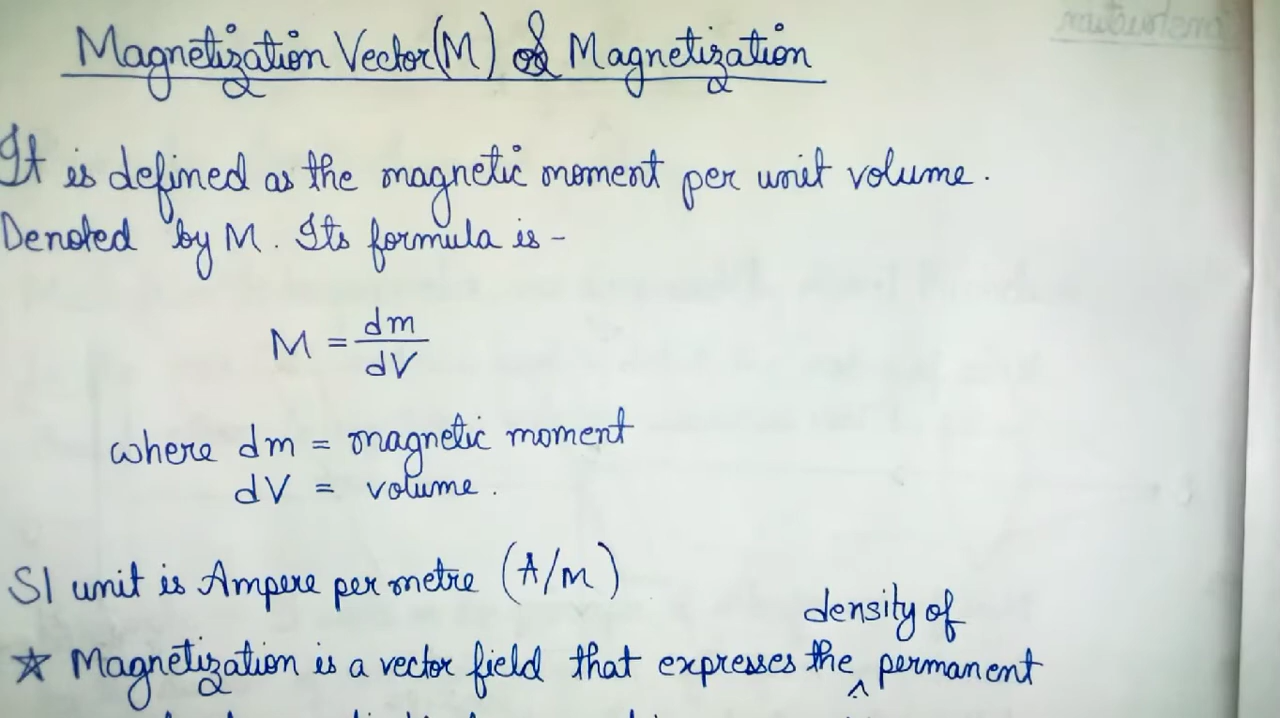 Magnetization Vector(M) or Magnetization
It is defined as the magnetic moment per unit volume.
Denoted by M. Its formula is -
M = dm/dV
where dm = magnetic moment
dV = volume.
SI unit is Ampere per metre (A/m)
density of
☆ Magnetization is a vector field that expresses the ^ permanent